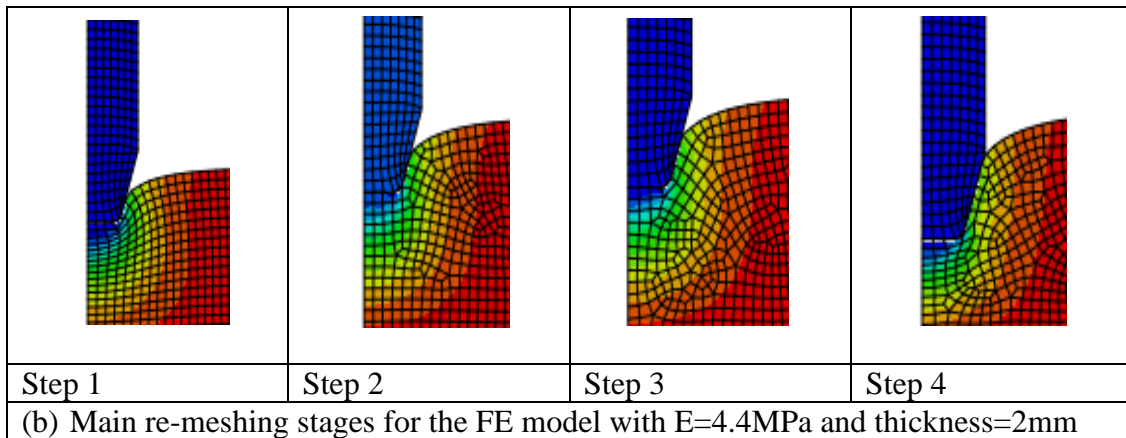 Step 1 Step 2 Step 3 Step 4
(b) Main re-meshing stages for the FE model with E=4.4MPa and thickness=2mm